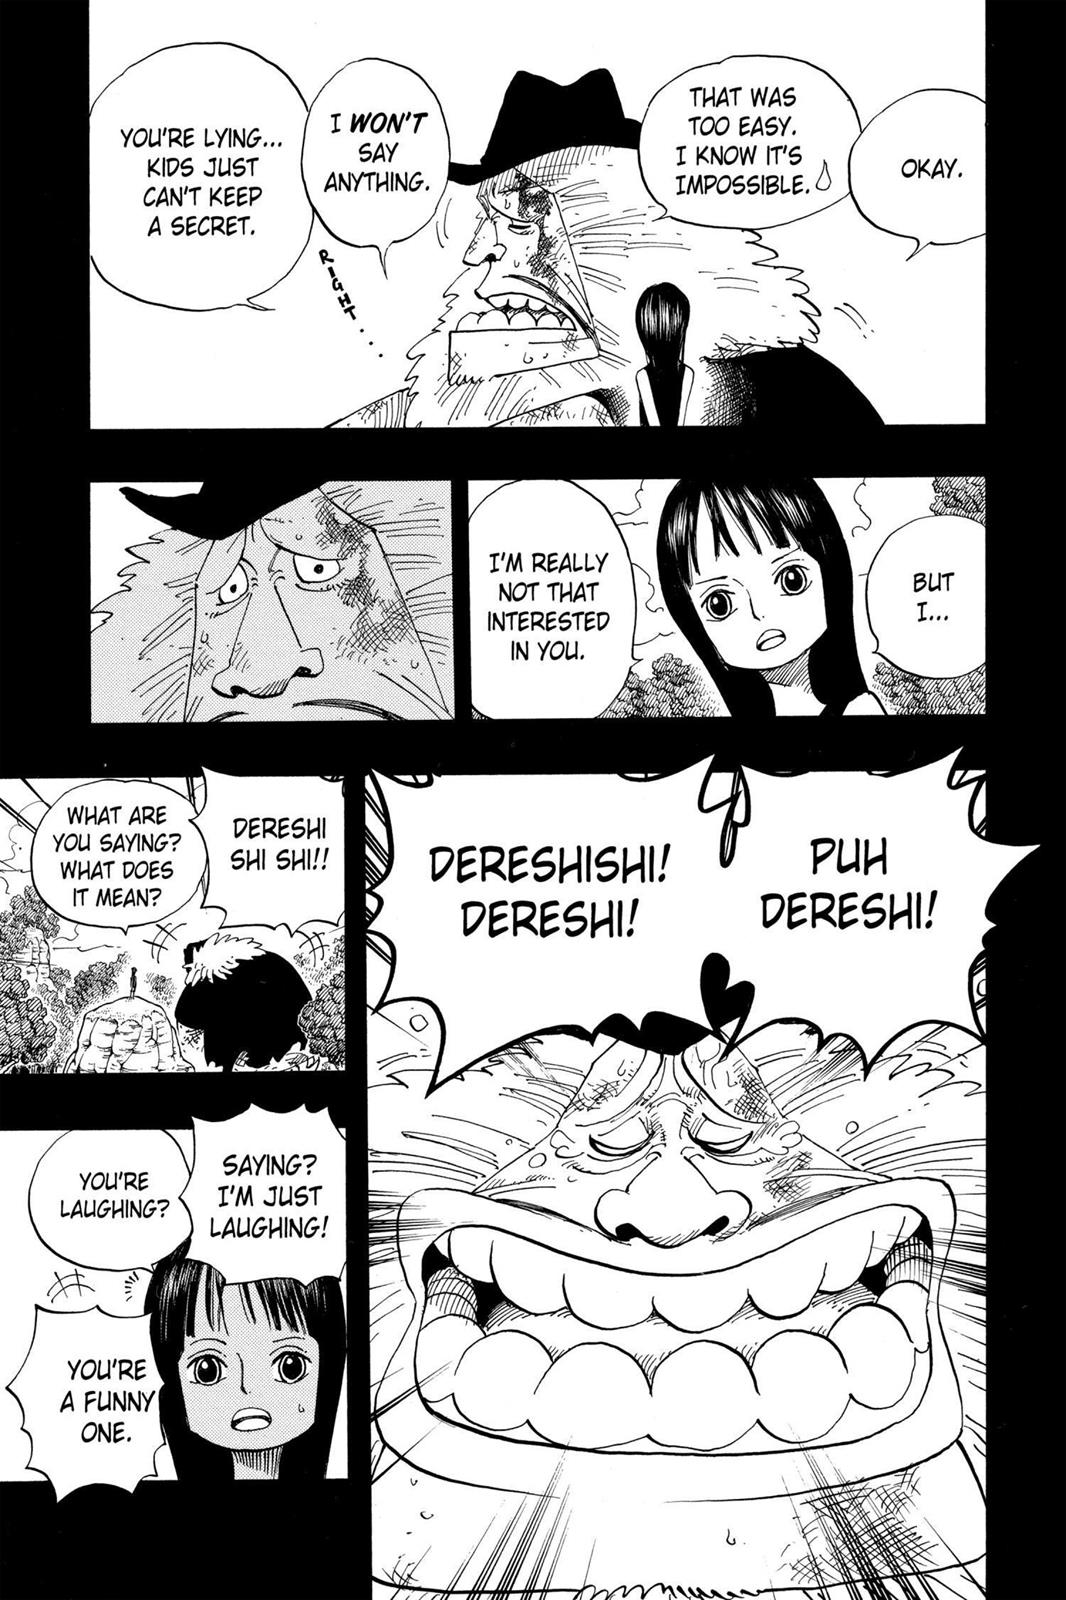 OKAY.
THAT WAS
TOO EASY.
I KNOW IT'S
IMPOSSIBLE.
I WON'T
SAY
ANYTHING.
YOU'RE LYING...
KIDS JUST
CAN'T KEEP
A SECRET.
RIGHT...
BUT
I...
I'M REALLY
NOT THAT
INTERESTED
IN YOU.
PUH
DERESHI!
DERESHISHI!
DERESHI!
DERESHI
SHI SHI!!
WHAT ARE
YOU SAYING?
WHAT DOES
IT MEAN?
SAYING?
I'M JUST
LAUGHING!
YOU'RE
LAUGHING?
YOU'RE
A FUNNY
ONE.